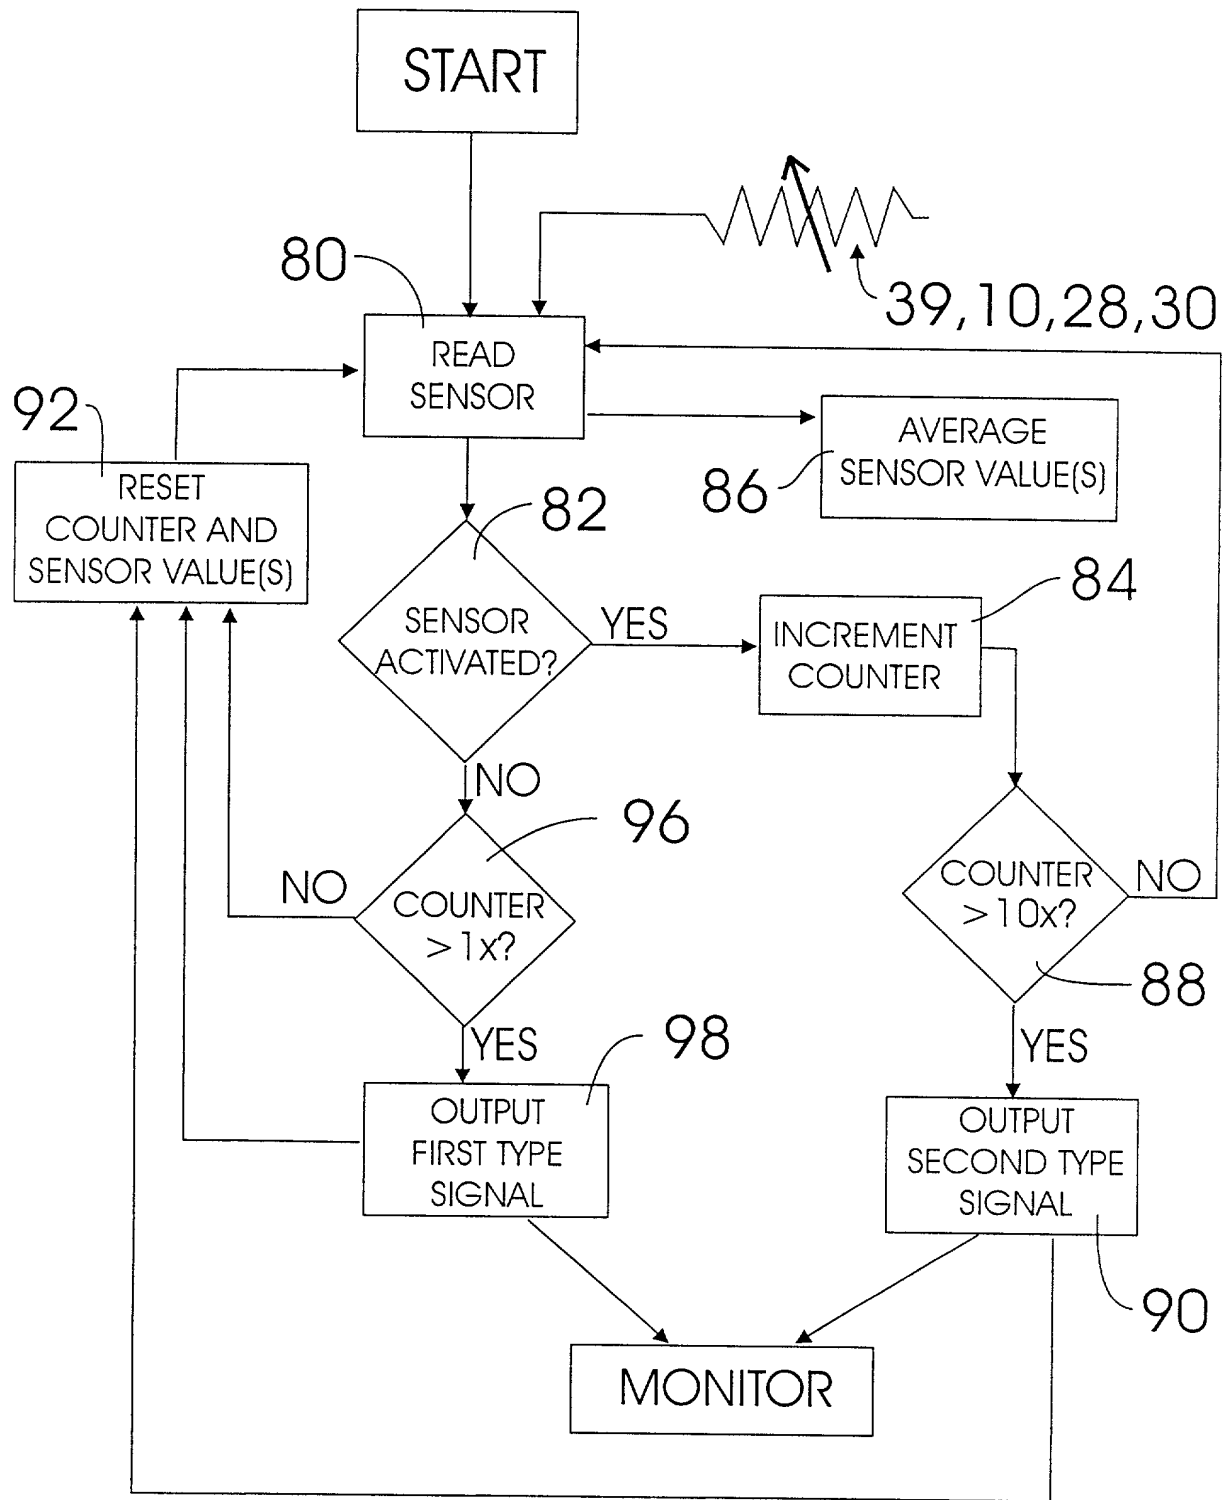 START
80
39,10,28,30
READ
SENSOR
92
AVERAGE
SENSOR VALUE(S)
86
RESET
COUNTER AND
SENSOR VALUE(S)
82
84
SENSOR
ACTIVATED?
YES
INCREMENT
COUNTER
NO
96
NO
COUNTER
>1x?
COUNTER
>10x?
NO
88
YES
98
YES
OUTPUT
FIRST TYPE
SIGNAL
OUTPUT
SECOND TYPE
SIGNAL
90
MONITOR